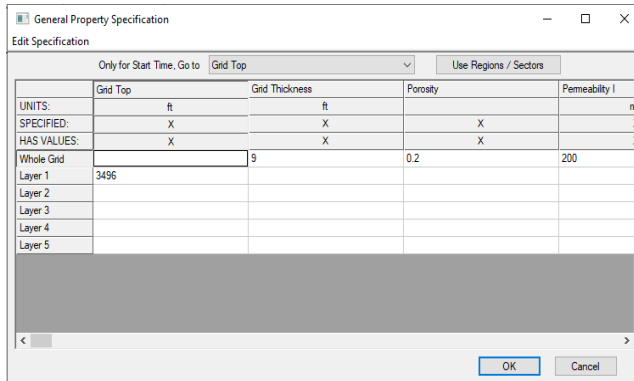 General Property Specification
Edit Specification
Only for Start Time, Go to Grid Top Use Regions / Sectors
Grid Top Grid Thickness Porosity Permeability I
UNITS: ft ft
SPECIFIED: X X X
HAS VALUES: X X X
Whole Grid 9 0.2 200
Layer 1 3496
Layer 2
Layer 3
Layer 4
Layer 5
OK Cancel